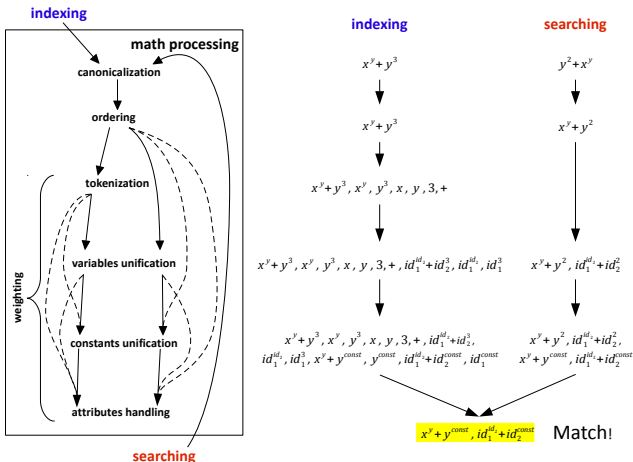 indexing
math processing
canonicalization
ordering
tokenization
variables unification
constants unification
attributes handling
weighting
searching
indexing
x^y + y^3
x^y + y^3
x^y + y^3, x^y, y^3, x, y, 3, +
x^y + y^3, x^y, y^3, x, y, 3, +, id_1^{id_2} + id_2^3, id_1^{id_2}, id_1^3
x^y + y^3, x^y, y^3, x, y, 3, +, id_1^{id_2} + id_2^3,
id_1^{id_2}, id_1^3, x^y + y^{const}, y^{const}, id_1^{id_2} + id_2^{const}, id_1^{const}
searching
y^2 + x^y
x^y + y^2
x^y + y^2, id_1^{id_2} + id_2^2
x^y + y^2, id_1^{id_2} + id_2^2,
x^y + y^{const}, id_1^{id_2} + id_2^{const}
x^y + y^{const}, id_1^{id_2} + id_2^{const} Match!